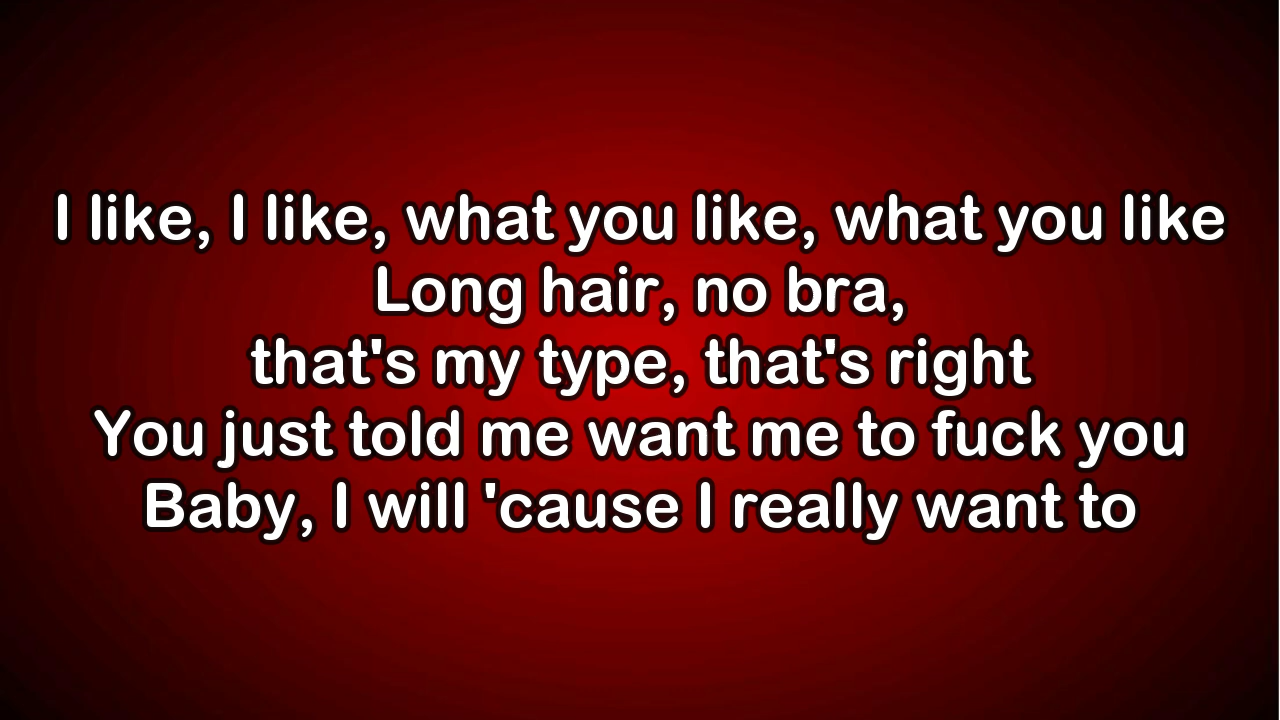 I like, I like, what you like, what you like
Long hair, no bra,
that's my type, that's right
You just told me want me to fuck you
Baby, I will 'cause I really want to